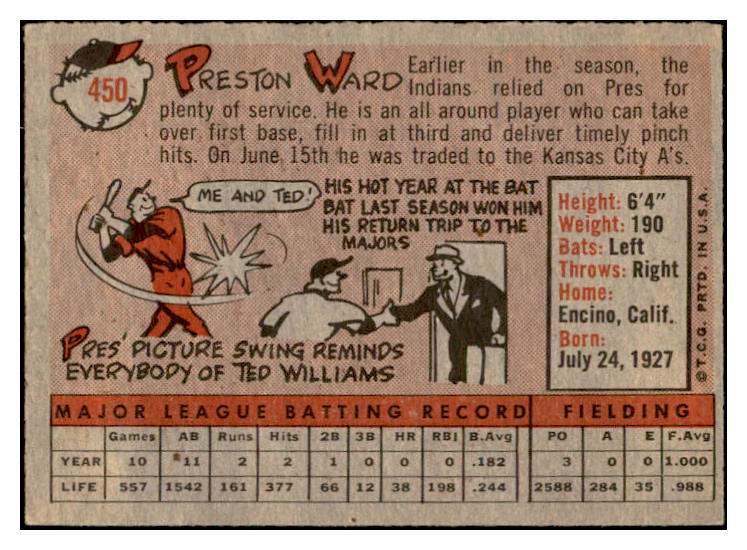 450
PRESTON WARD
Earlier in the season, the
Indians relied on Pres for
plenty of service. He is an all around player who can take
over first base, fill in at third and deliver timely pinch
hits. On June 15th he was traded to the Kansas City A's.
ME AND TED!
HIS HOT YEAR AT THE BAT
BAT LAST SEASON WON HIM
HIS RETURN TRIP TO THE
MAJORS
PRES' PICTURE SWING REMINDS
EVERYBODY OF TED WILLIAMS
Height: 6'4"
Weight: 190
Bats: Left
Throws: Right
Home:
Encino, Calif.
Born:
July 24, 1927
© T.C.G. PRTD. IN U.S.A.
MAJOR LEAGUE BATTING RECORD FIELDING
Games AB Runs Hits 2B 3B HR RBI B.Avg PO A E F.Avg
YEAR 10 11 2 2 1 0 0 0 .182 3 0 0 1.000
LIFE 557 1542 161 377 66 12 38 198 .244 2588 284 35 .988